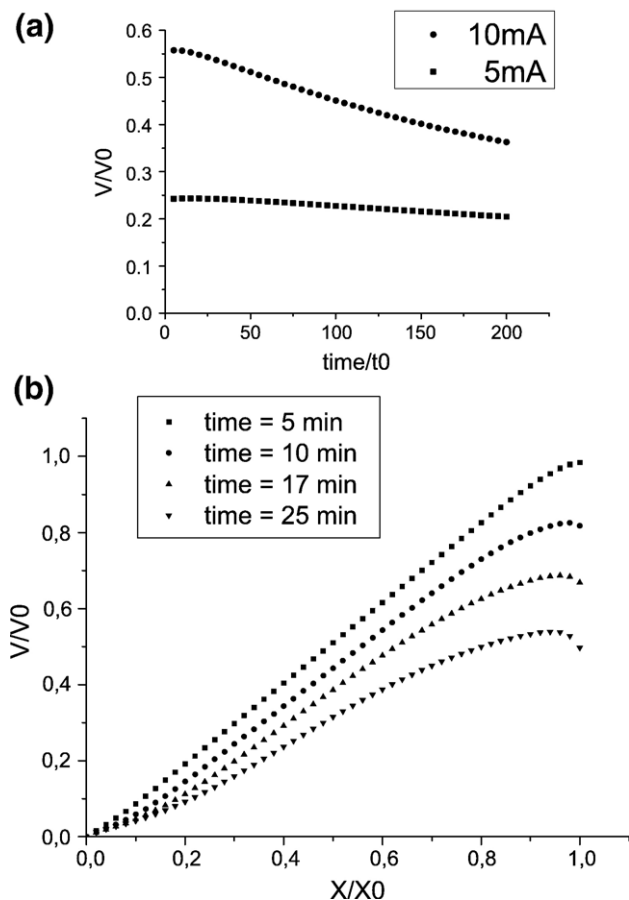 (a)
0.6
0.5
0.4
0.3
0.2
0.1
0.0
V/V0
10mA
5mA
0 50 100 150 200
time/t0
(b)
time = 5 min
time = 10 min
time = 17 min
time = 25 min
1,0
0,8
0,6
0,4
0,2
0,0
V/V0
0,0 0,2 0,4 0,6 0,8 1,0
X/X0